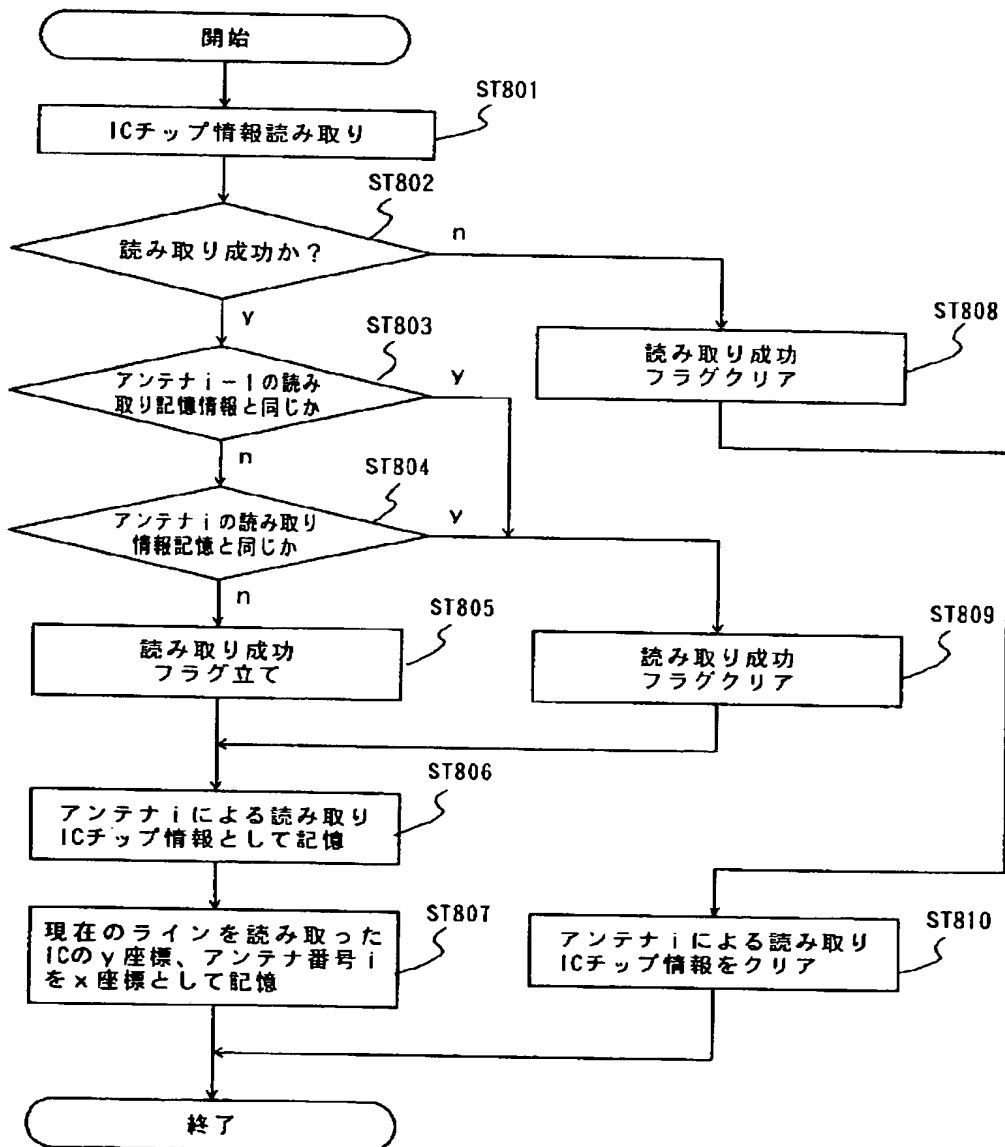 開始
ST801
ICチップ情報読み取り
ST802
読み取り成功か?
n
y
ST803
アンテナi-1の読み
取り記憶情報と同じか
y
n
ST808
読み取り成功
フラグクリア
ST804
アンテナiの読み取り
情報記憶と同じか
y
n
ST805
読み取り成功
フラグ立て
ST809
読み取り成功
フラグクリア
ST806
アンテナiによる読み取り
ICチップ情報として記憶
ST807
現在のラインを読み取った
ICのy座標、アンテナ番号i
をx座標として記憶
ST810
アンテナiによる読み取り
ICチップ情報をクリア
終了